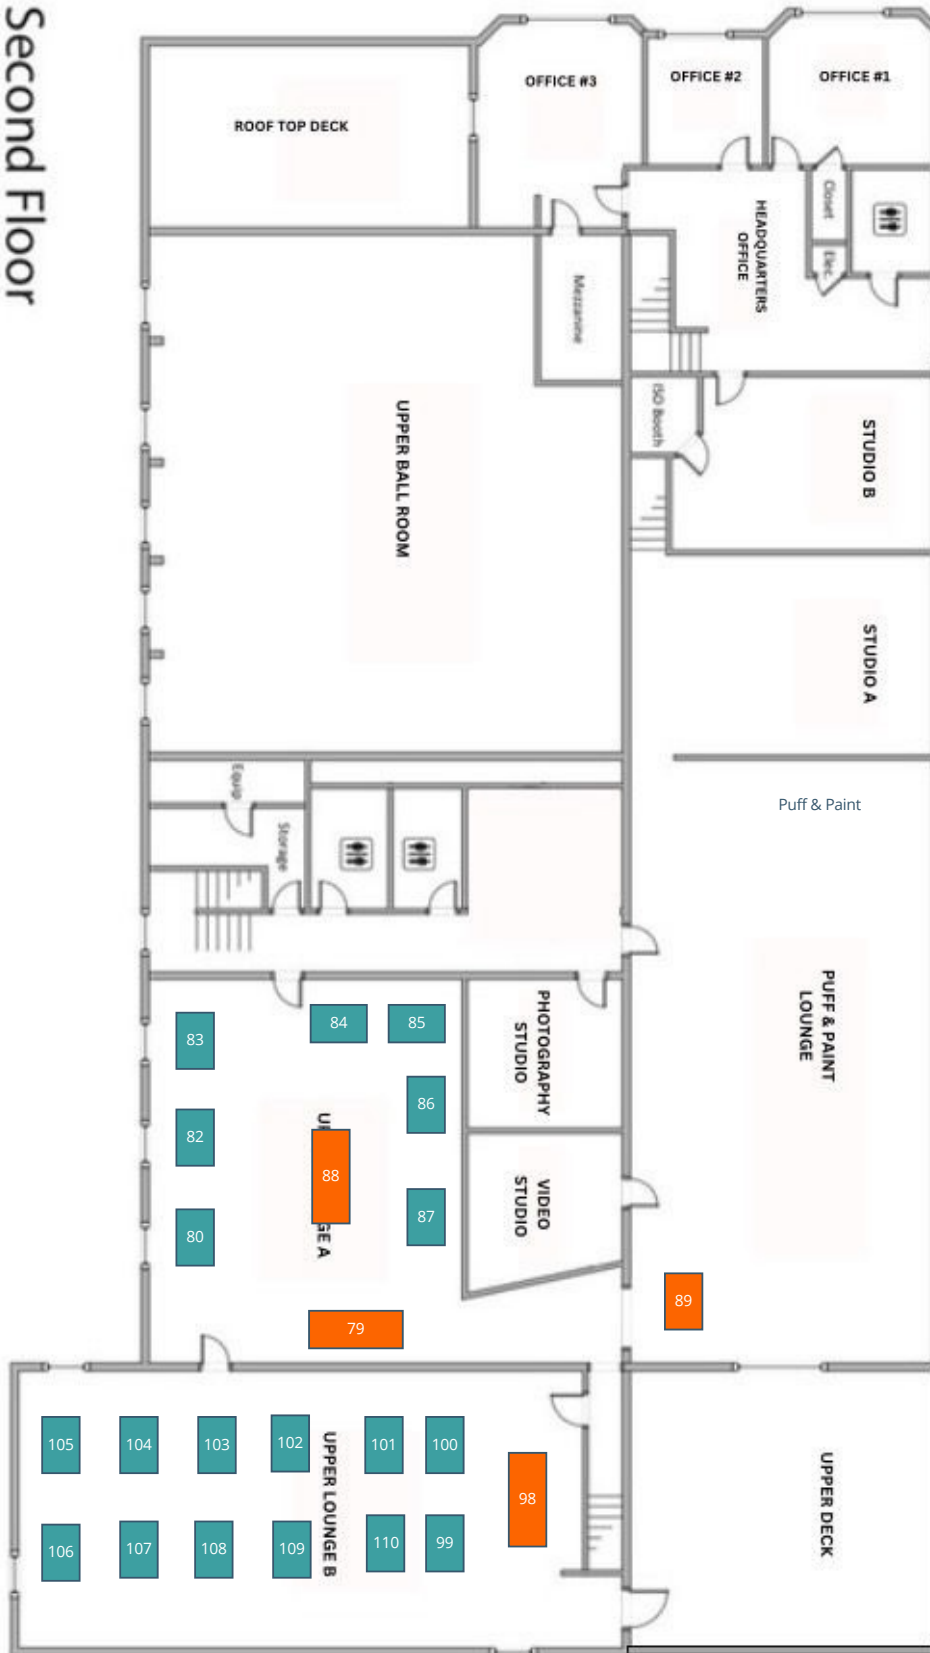 Second Floor
OFFICE #3
OFFICE #2
OFFICE #1
ROOF TOP DECK
Closet
Elec.
HEADQUARTERS
OFFICE
Mezzanine
ISO Booth
STUDIO B
UPPER BALL ROOM
STUDIO A
Equip
Storage
Puff & Paint
PUFF & PAINT
LOUNGE
PHOTOGRAPHY
STUDIO
VIDEO
STUDIO
83
84
85
86
82
88
87
80
GE A
79
89
105
104
103
102
101
100
98
UPPER LOUNGE B
106
107
108
109
110
99
UPPER DECK